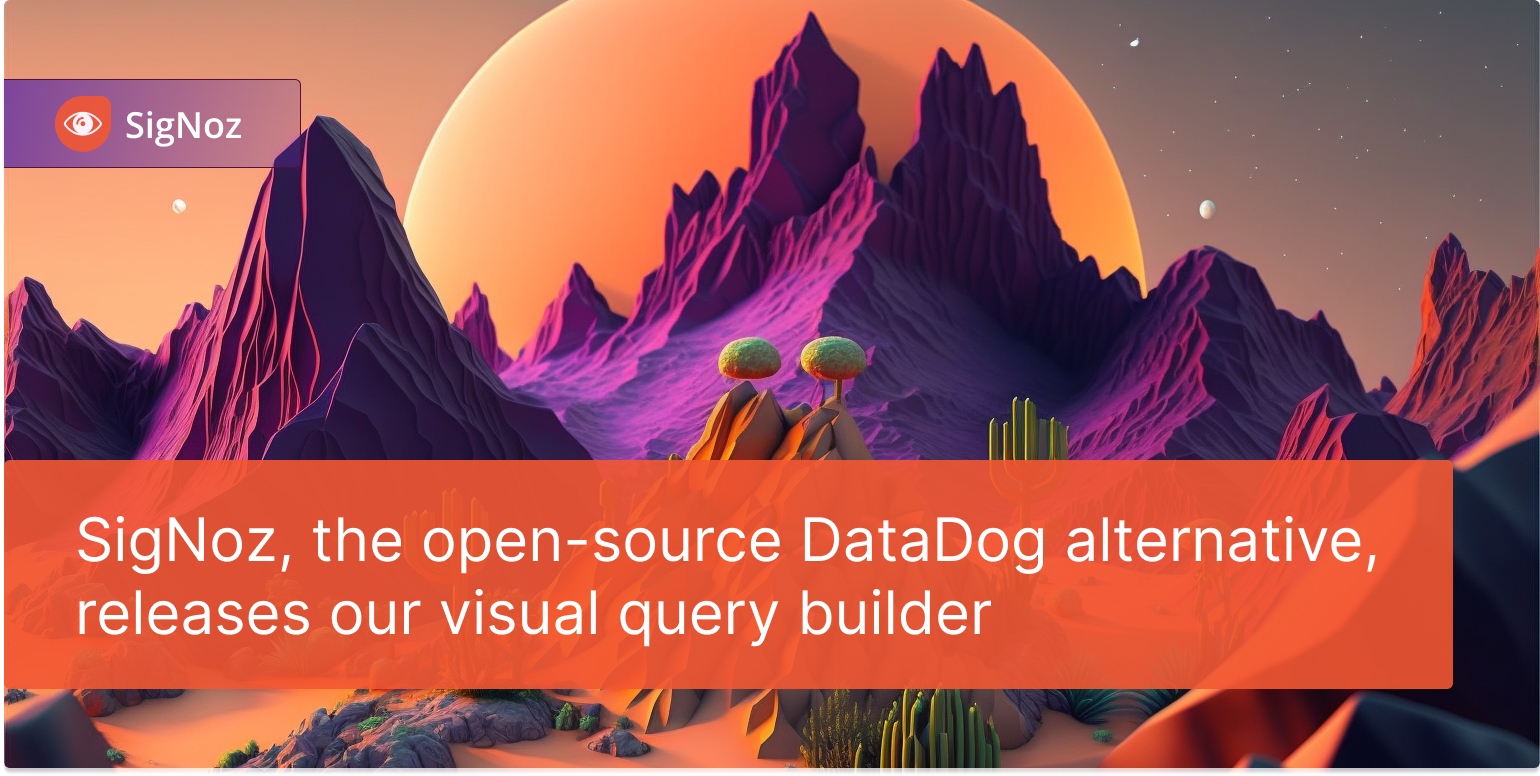 SigNoz
SigNoz, the open-source DataDog alternative,
releases our visual query builder